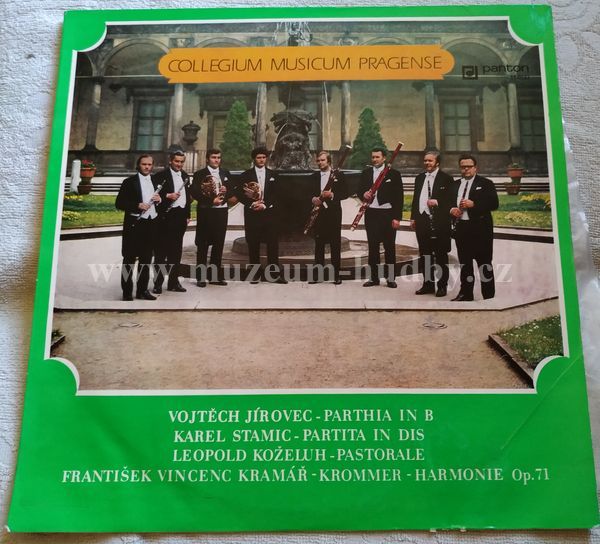 COLLEGIUM MUSICUM PRAGENSE
panton
www.muzeum-hudby.cz
VOJTĚCH JÍROVEC - PARTHIA IN B
KAREL STAMIC - PARTITA IN DIS
LEOPOLD KOŽELUH - PASTORALE
FRANTIŠEK VINCENC KRAMÁŘ - KROMMER - HARMONIE Op.71